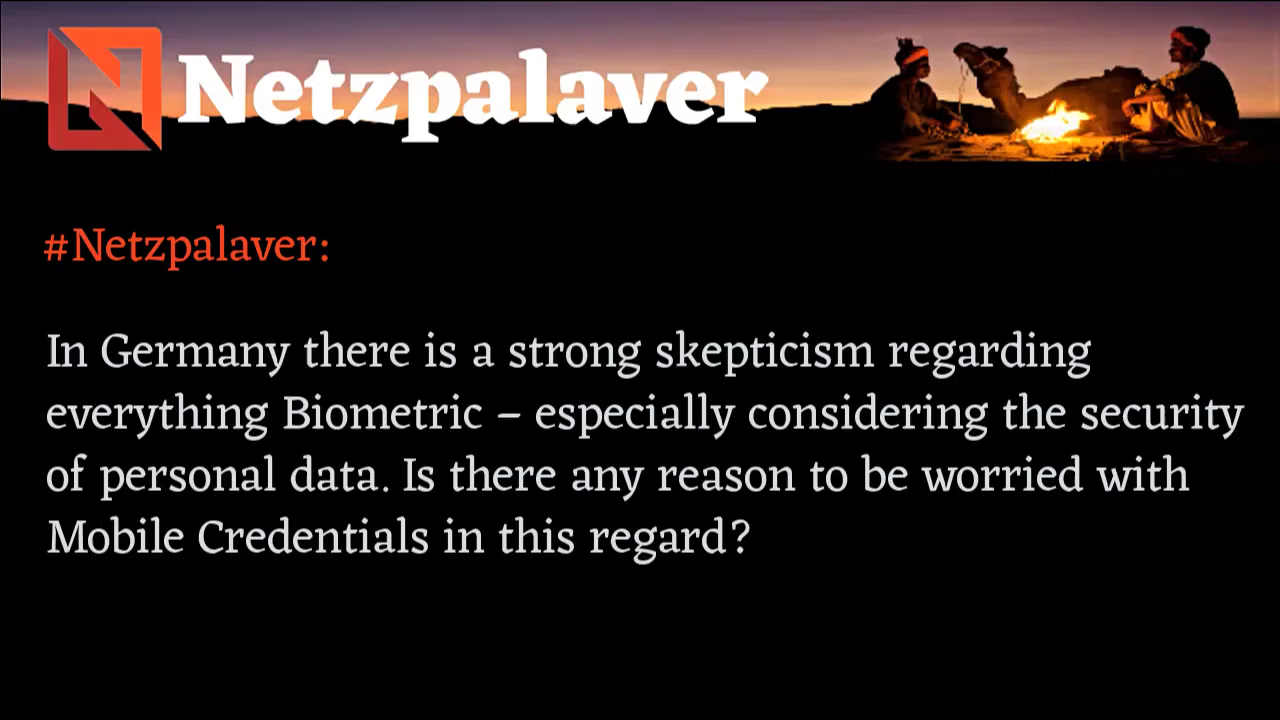 Netzpalaver
#Netzpalaver:
In Germany there is a strong skepticism regarding
everything Biometric – especially considering the security
of personal data. Is there any reason to be worried with
Mobile Credentials in this regard?